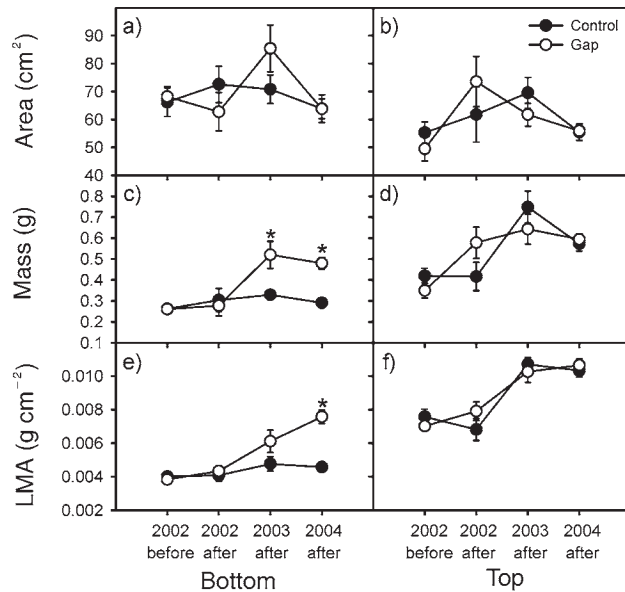 a)
b)
Control
Gap
Area (cm²)
90
80
70
60
50
40
c)
d)
Mass (g)
0.8
0.7
0.6
0.5
0.4
0.3
0.2
0.1
*
*
e)
f)
LMA (g cm⁻²)
0.010
0.008
0.006
0.004
0.002
*
2002 2002 2003 2004
before after after after
2002 2002 2003 2004
before after after after
Bottom
Top